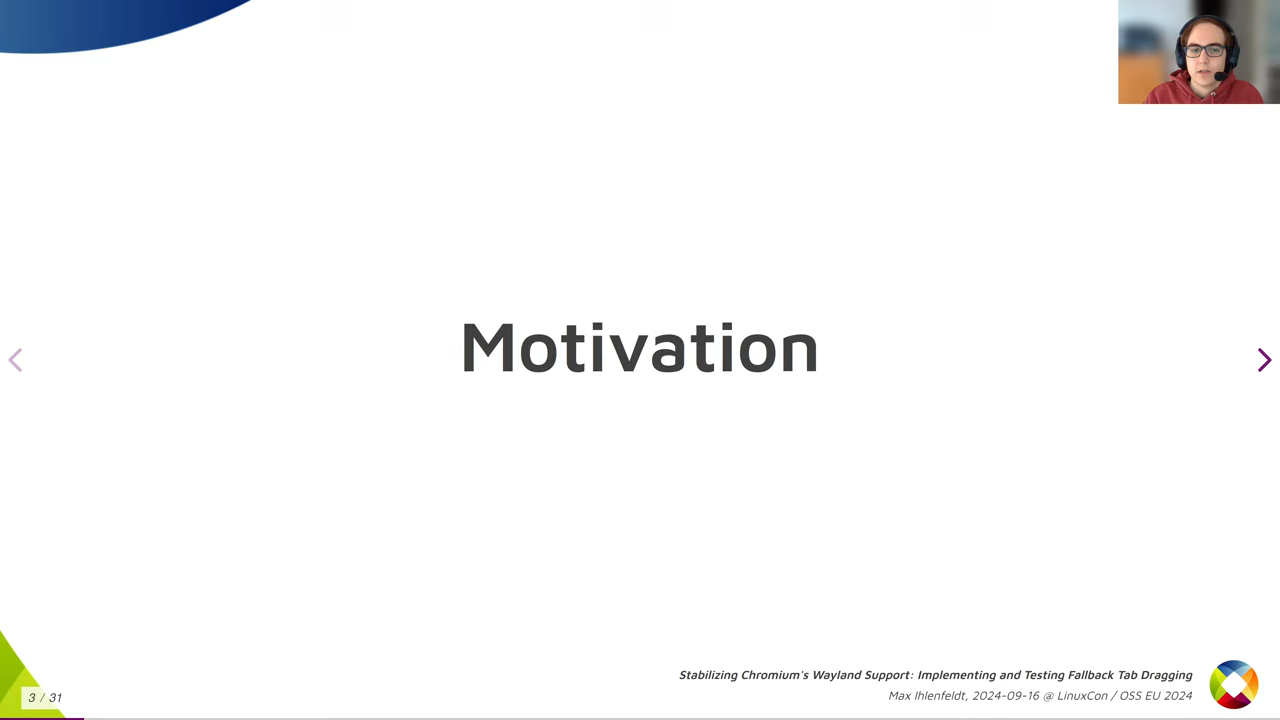 Motivation
Stabilizing Chromium's Wayland Support: Implementing and Testing Fallback Tab Dragging
Max Ihlenfeldt, 2024-09-16 @ LinuxCon / OSS EU 2024
3 / 31